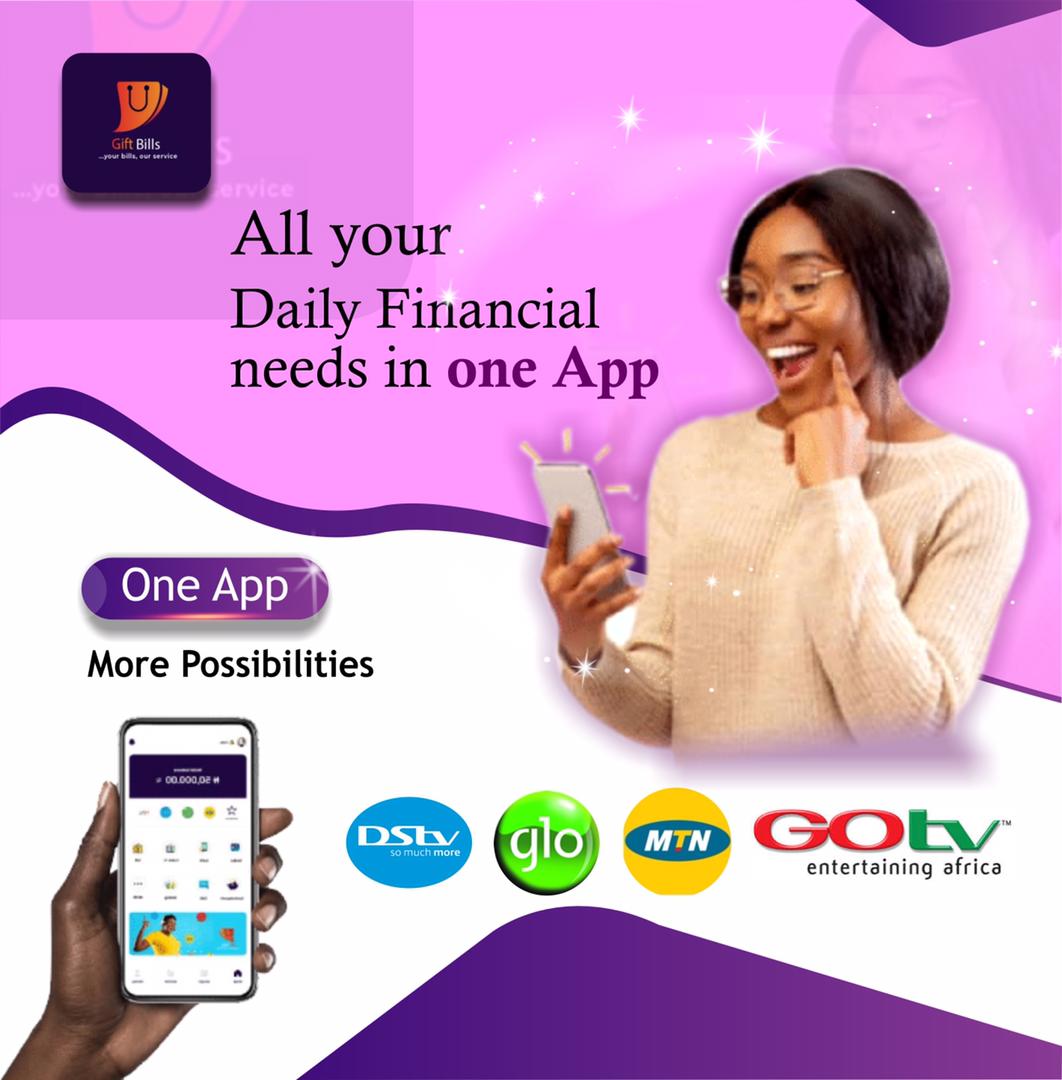 Gift Bills
...your bills, our service
All your
Daily Financial
needs in one App
One App
More Possibilities
DStv
so much more
glo
MTN
GOtv™
entertaining africa